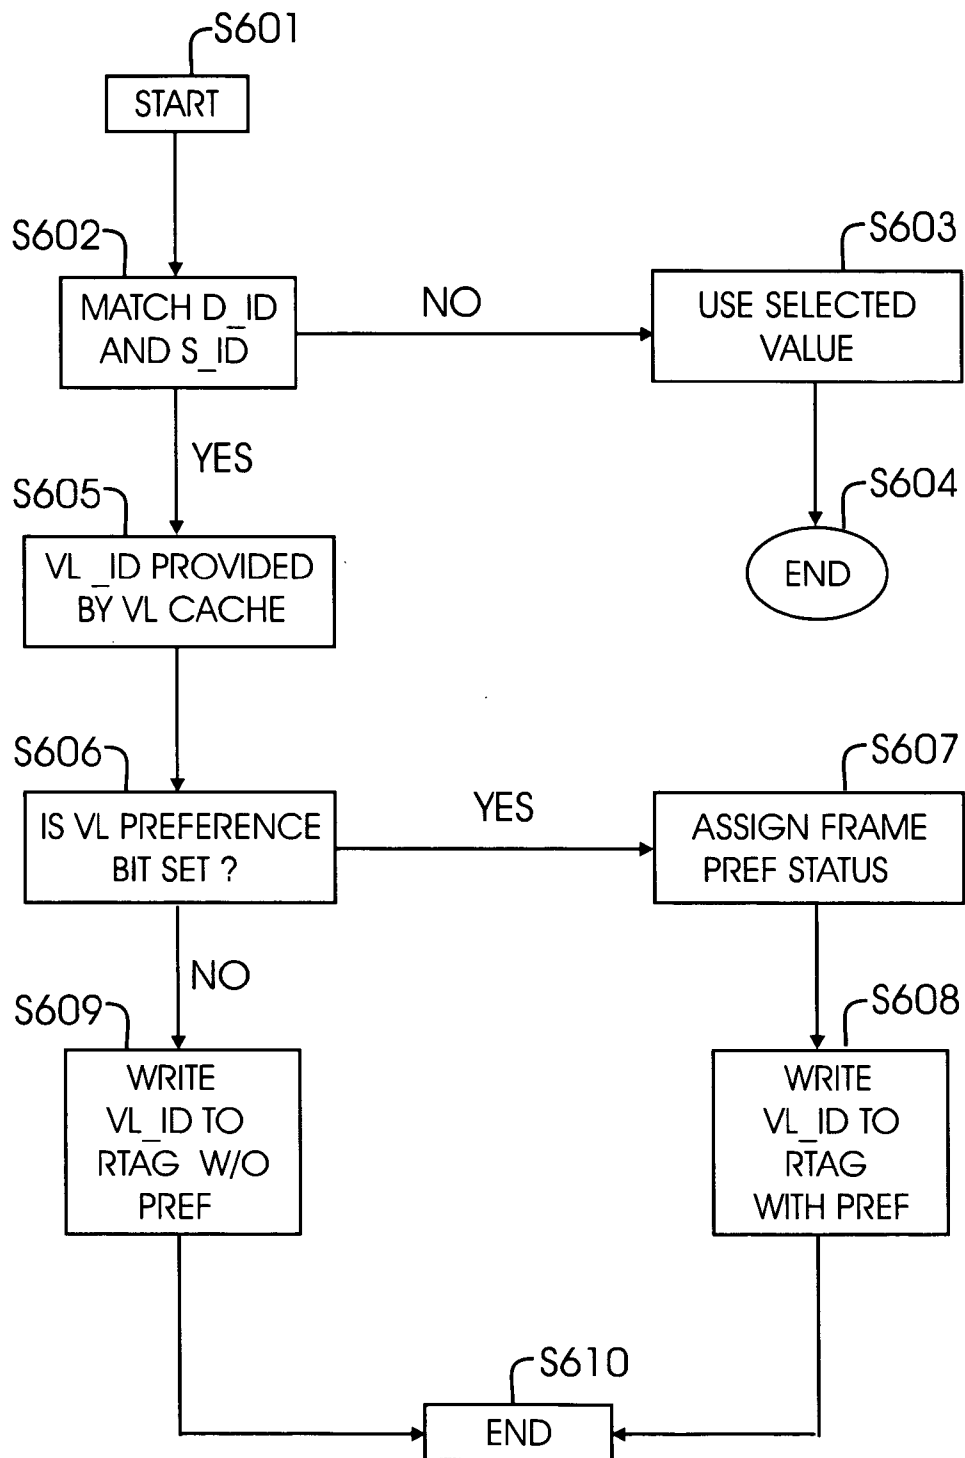 S601
START
S602
MATCH D_ID
AND S_ID
NO
S603
USE SELECTED
VALUE
YES
S604
END
S605
VL_ID PROVIDED
BY VL CACHE
S606
IS VL PREFERENCE
BIT SET ?
YES
S607
ASSIGN FRAME
PREF STATUS
NO
S609
WRITE
VL_ID TO
RTAG W/O
PREF
S608
WRITE
VL_ID TO
RTAG
WITH PREF
S610
END